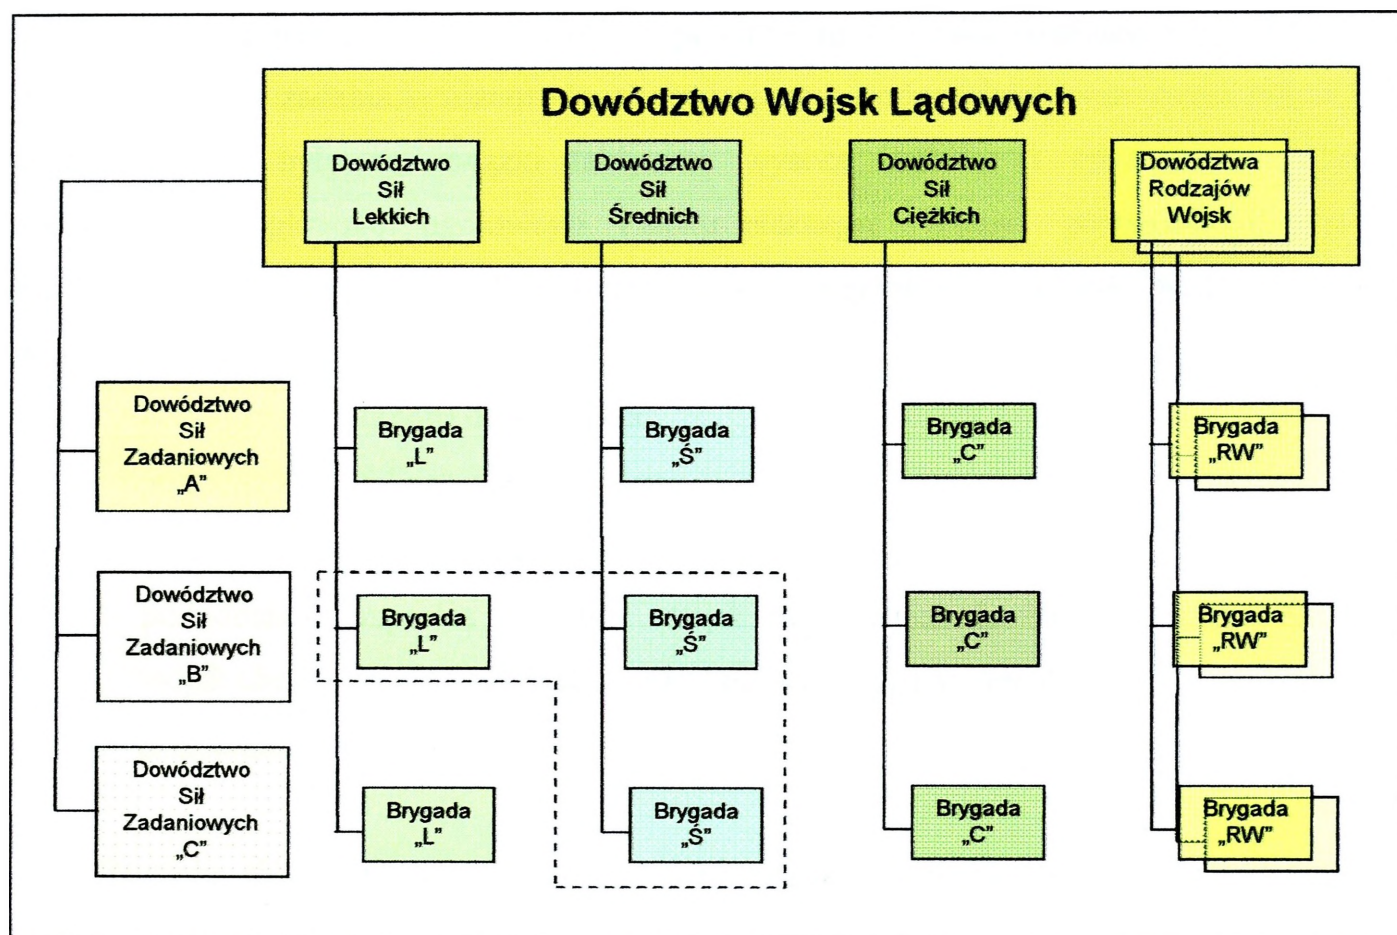 Dowództwo Wojsk Lądowych
Dowództwo
Sił
Lekkich
Dowództwo
Sił
Średnich
Dowództwo
Sił
Ciężkich
Dowództwa
Rodzajów
Wojsk
Dowództwo
Sił
Zadaniowych
„A”
Brygada
„L”
Brygada
„Ś”
Brygada
„C”
Brygada
„RW”
Dowództwo
Sił
Zadaniowych
„B”
Brygada
„L”
Brygada
„Ś”
Brygada
„C”
Brygada
„RW”
Dowództwo
Sił
Zadaniowych
„C”
Brygada
„L”
Brygada
„Ś”
Brygada
„C”
Brygada
„RW”